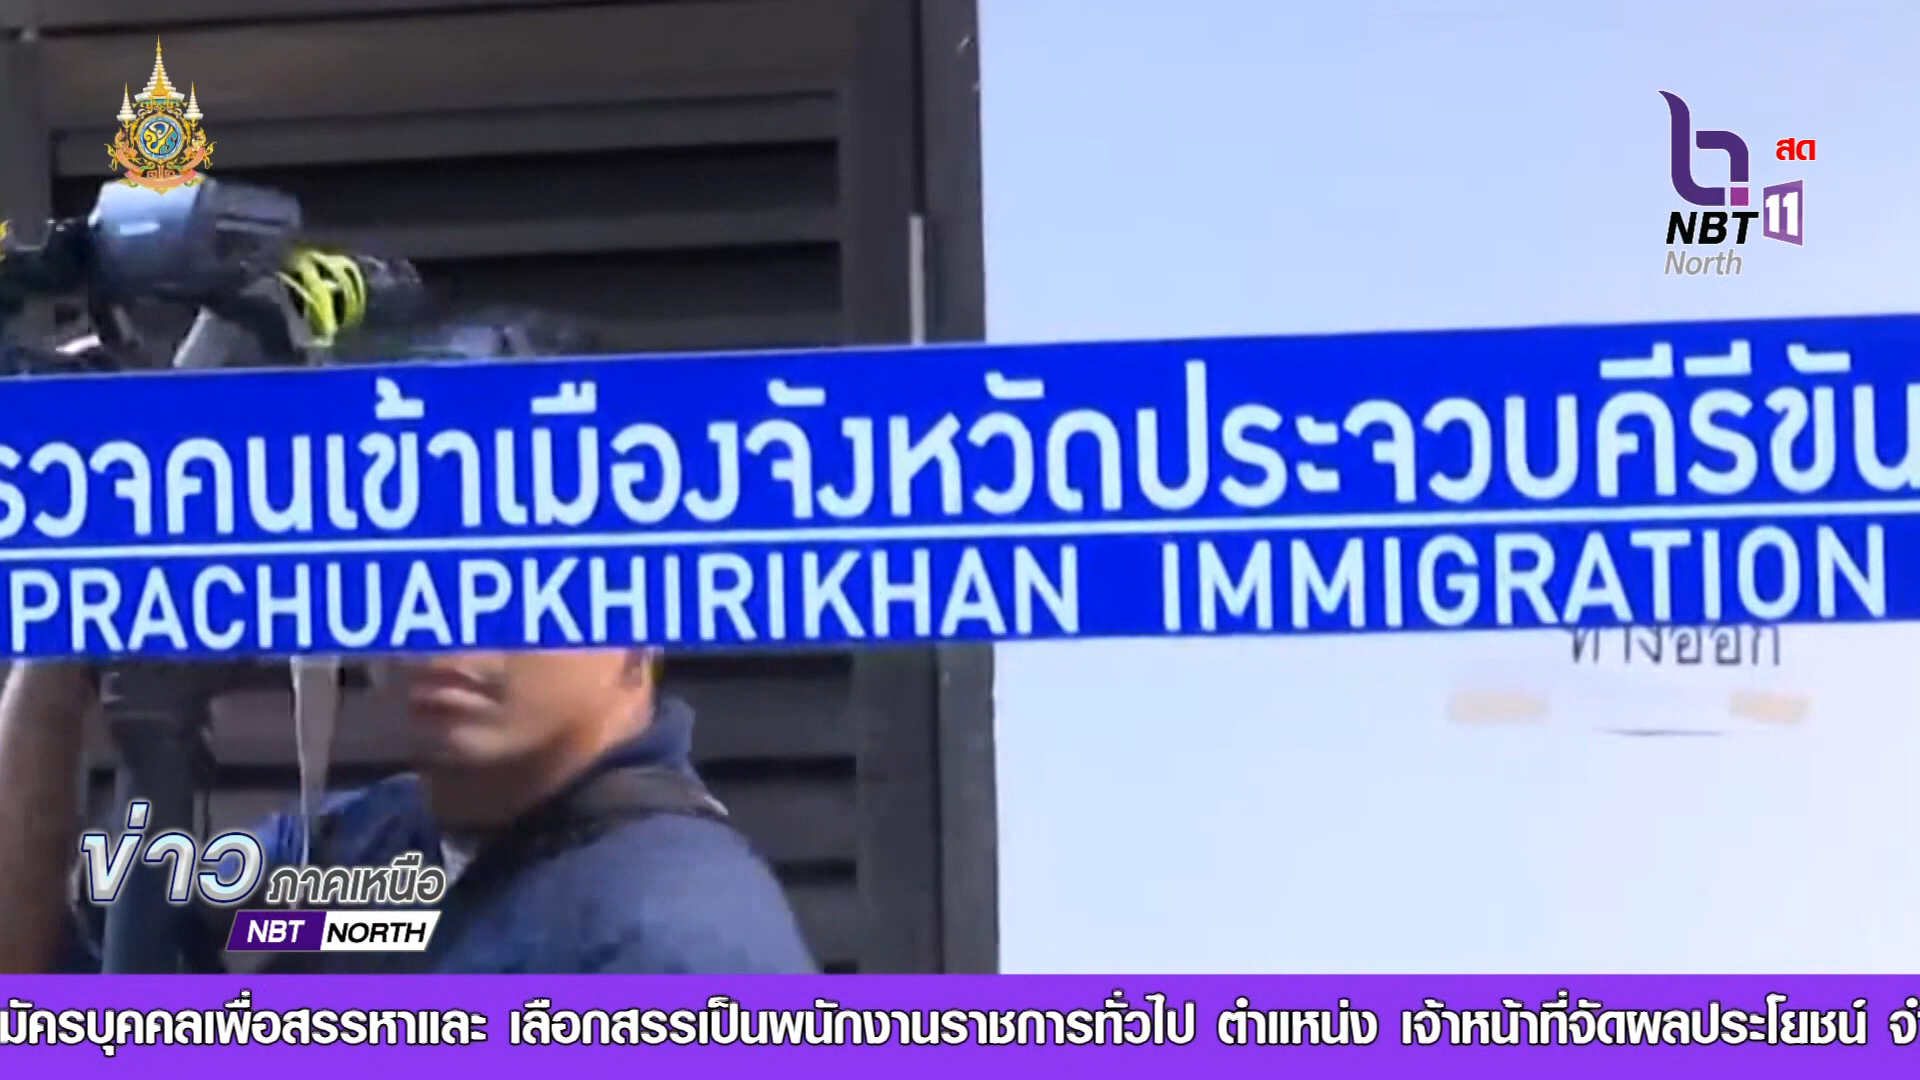 สด
NBT 11
North
รวจคนเข้าเมืองจังหวัดประจวบคีรีขัน
PRACHUAPKHIRIKHAN IMMIGRATION
ทางออก
ข่าว ภาคเหนือ
NBT NORTH
มัครบุคคลเพื่อสรรหาและ เลือกสรรเป็นพนักงานราชการทั่วไป ตำแหน่ง เจ้าหน้าที่จัดผลประโยชน์ จำ